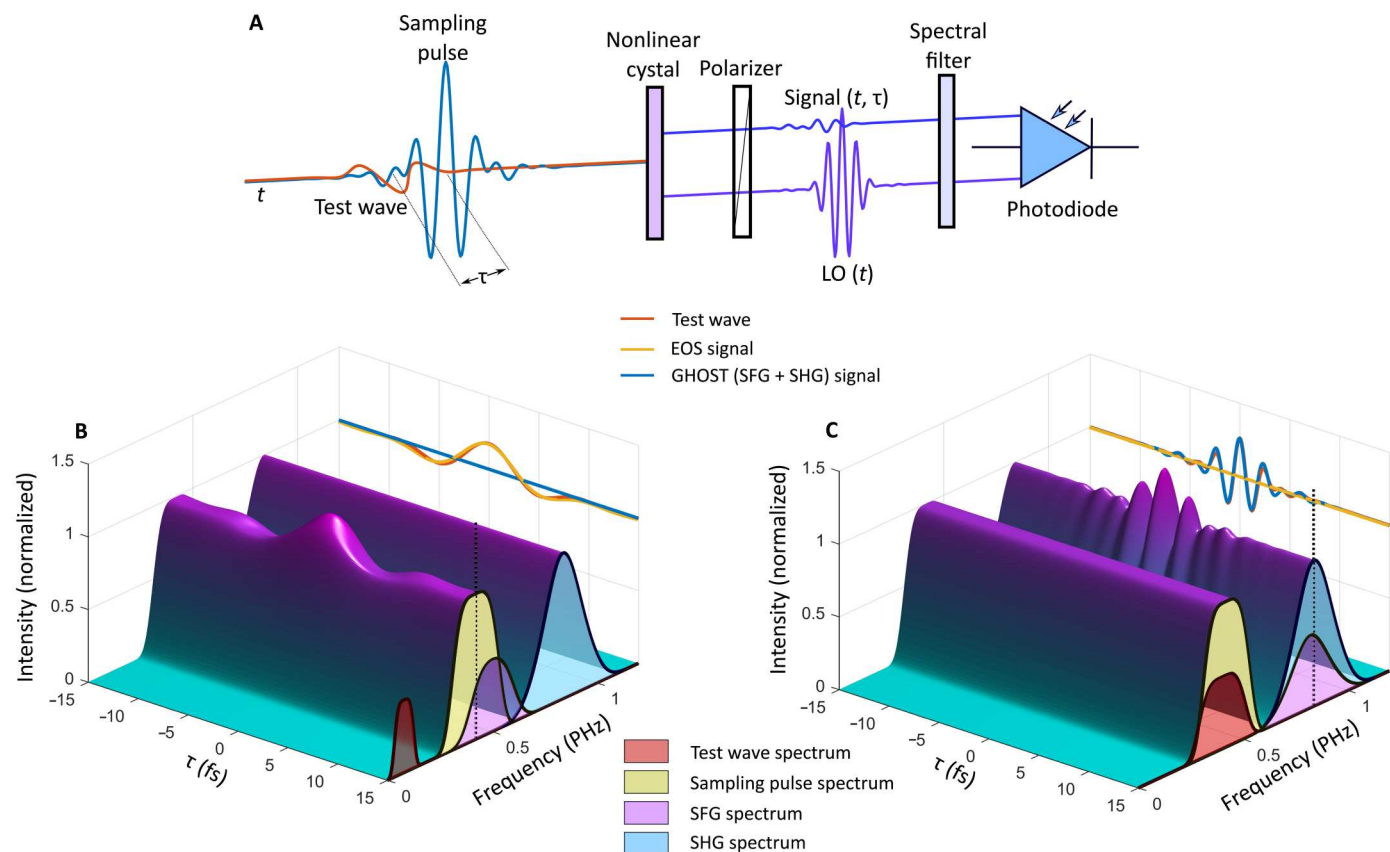 A
Sampling
pulse
Nonlinear
cystal
Polarizer
Signal (t, τ)
Spectral
filter
t
Test wave
τ
LO (t)
Photodiode
Test wave
EOS signal
GHOST (SFG + SHG) signal
B
Intensity (normalized)
1.5
1
0.5
0
−15
−10
−5
0
5
10
15
τ (fs)
0
0.5
1
Frequency (PHz)
C
Intensity (normalized)
1.5
1
0.5
0
−15
−10
−5
0
5
10
15
τ (fs)
0
0.5
1
Frequency (PHz)
Test wave spectrum
Sampling pulse spectrum
SFG spectrum
SHG spectrum